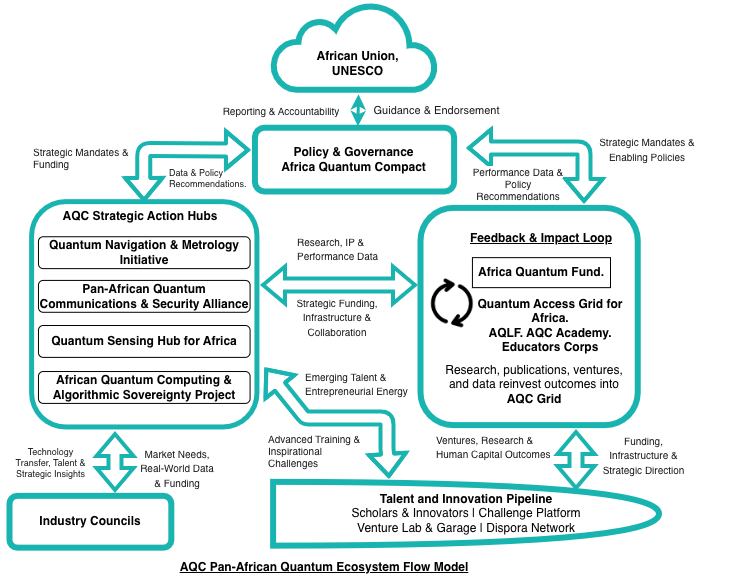 African Union,
UNESCO
Reporting & Accountability
Guidance & Endorsement
Policy & Governance
Africa Quantum Compact
Strategic Mandates &
Funding
Data & Policy
Recommendations.
Strategic Mandates &
Enabling Policies
Performance Data &
Policy
Recommendations
AQC Strategic Action Hubs
Quantum Navigation & Metrology
Initiative
Pan-African Quantum
Communications & Security Alliance
Quantum Sensing Hub for Africa
African Quantum Computing &
Algorithmic Sovereignty Project
Research, IP &
Performance Data
Strategic Funding,
Infrastructure &
Collaboration
Feedback & Impact Loop
Africa Quantum Fund.
Quantum Access Grid for
Africa.
AQLF. AQC Academy.
Educators Corps
Research, publications, ventures,
and data reinvest outcomes into
AQC Grid
Emerging Talent &
Entrepreneurial Energy
Advanced Training &
Inspirational
Challenges
Technology
Transfer, Talent &
Strategic Insights
Market Needs,
Real-World Data
& Funding
Ventures, Research &
Human Capital Outcomes
Funding,
Infrastructure &
Strategic Direction
Industry Councils
Talent and Innovation Pipeline
Scholars & Innovators | Challenge Platform
Venture Lab & Garage | Dispora Network
AQC Pan-African Quantum Ecosystem Flow Model